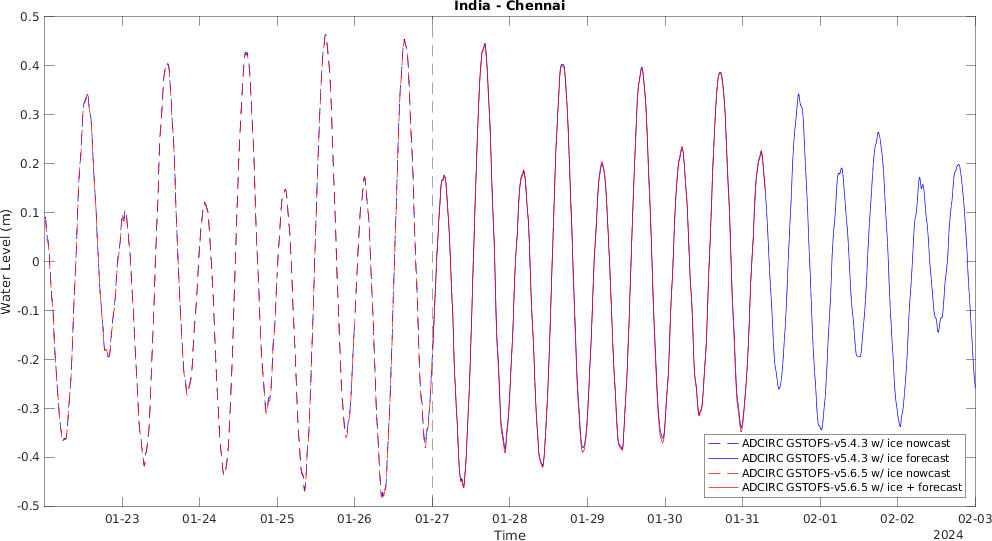 India - Chennai
0.5
0.4
0.3
0.2
0.1
0
-0.1
-0.2
-0.3
-0.4
-0.5
Water Level (m)
ADCIRC GSTOFS-v5.4.3 w/ ice nowcast
ADCIRC GSTOFS-v5.4.3 w/ ice forecast
ADCIRC GSTOFS-v5.6.5 w/ ice nowcast
ADCIRC GSTOFS-v5.6.5 w/ ice + forecast
01-23 01-24 01-25 01-26 01-27 01-28 01-29 01-30 01-31 02-01 02-02 02-03
Time
2024